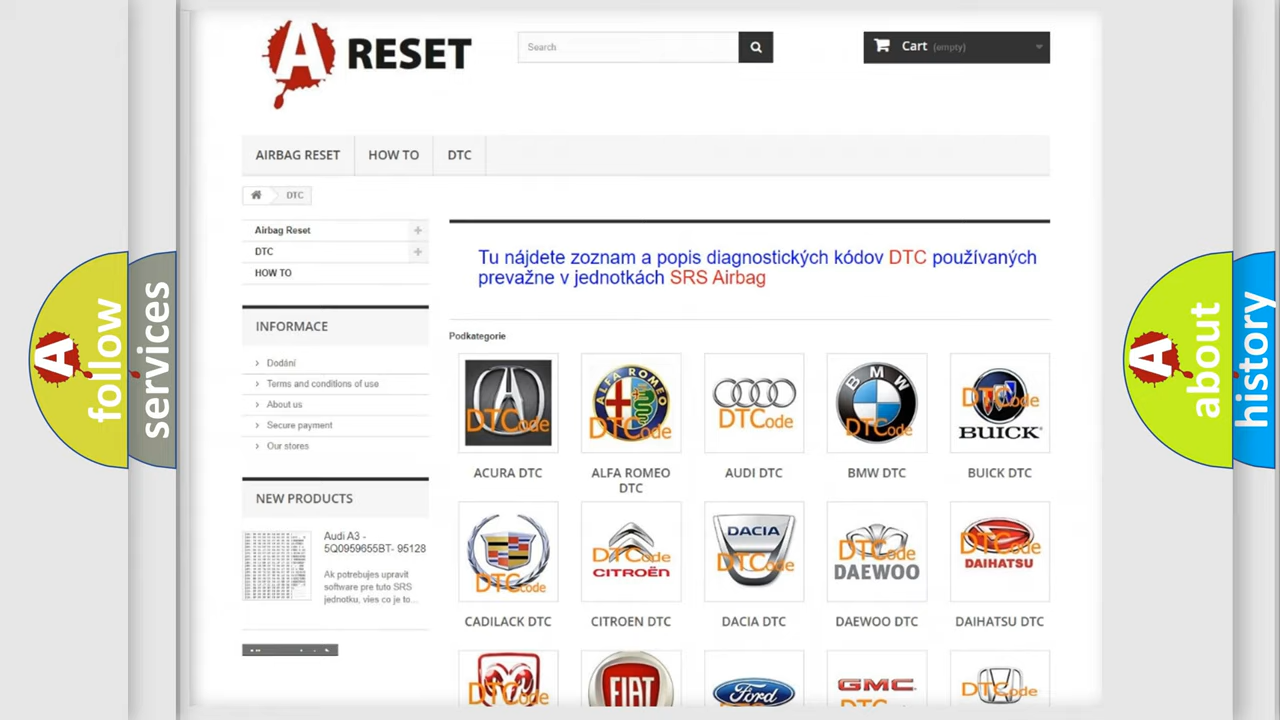 A RESET
Search
Cart (empty)
AIRBAG RESET
HOW TO
DTC
DTC
Airbag Reset
DTC
HOW TO
Tu nájdete zoznam a popis diagnostických kódov DTC používaných
prevažne v jednotkách SRS Airbag
INFORMACE
Dodání
Terms and conditions of use
About us
Secure payment
Our stores
NEW PRODUCTS
Audi A3 -
5Q0959655BT- 95128
Ak potrebujes upravit
software pre tuto SRS
jednotku, vies co je to...
Podkategorie
DTCode
ALFA ROMEO
DTCode
DTCode
BMW
DTCode
DTCode
BUICK
ACURA DTC
ALFA ROMEO
DTC
AUDI DTC
BMW DTC
BUICK DTC
DTCode
DTCode
CITROËN
DACIA
DTCode
DTCode
DAEWOO
DTCode
DAIHATSU
CADILACK DTC
CITROEN DTC
DACIA DTC
DAEWOO DTC
DAIHATSU DTC
DTCode
FIAT
Ford
GMC
DTCode
A follow
services
A about
history